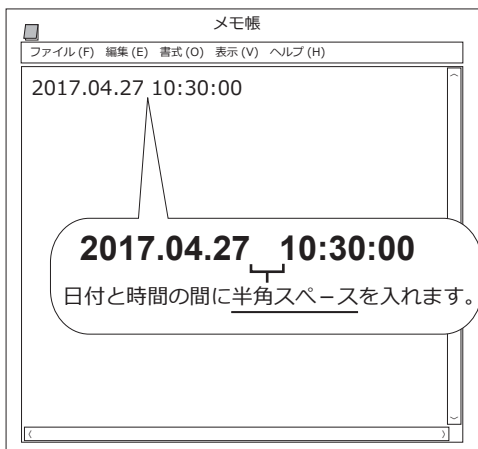 メモ帳
ファイル (F) 編集 (E) 書式 (O) 表示 (V) ヘルプ (H)
2017.04.27 10:30:00
2017.04.27 10:30:00
日付と時間の間に半角スペースを入れます。